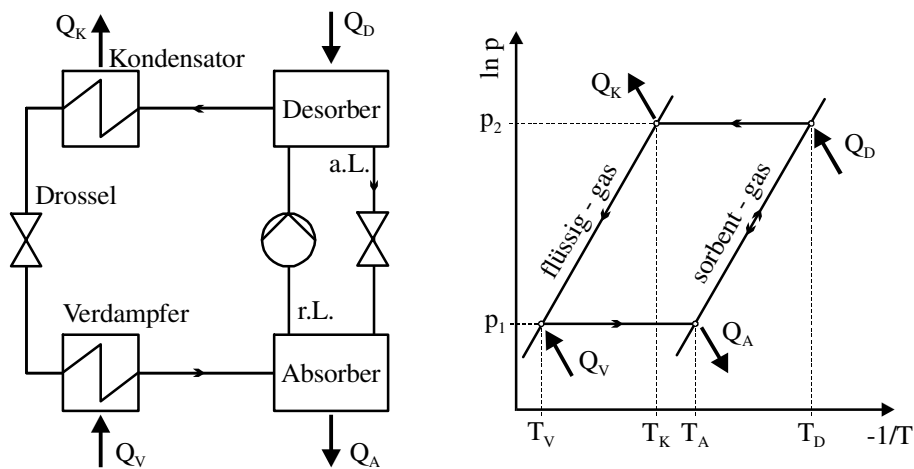 Q_K
Q_D
Kondensator
Desorber
a.L.
Drossel
Verdampfer
r.L.
Absorber
Q_V
Q_A
ln p
Q_K
p_2
Q_D
flüssig - gas
sorbent - gas
p_1
Q_V
Q_A
T_V
T_K
T_A
T_D
-1/T